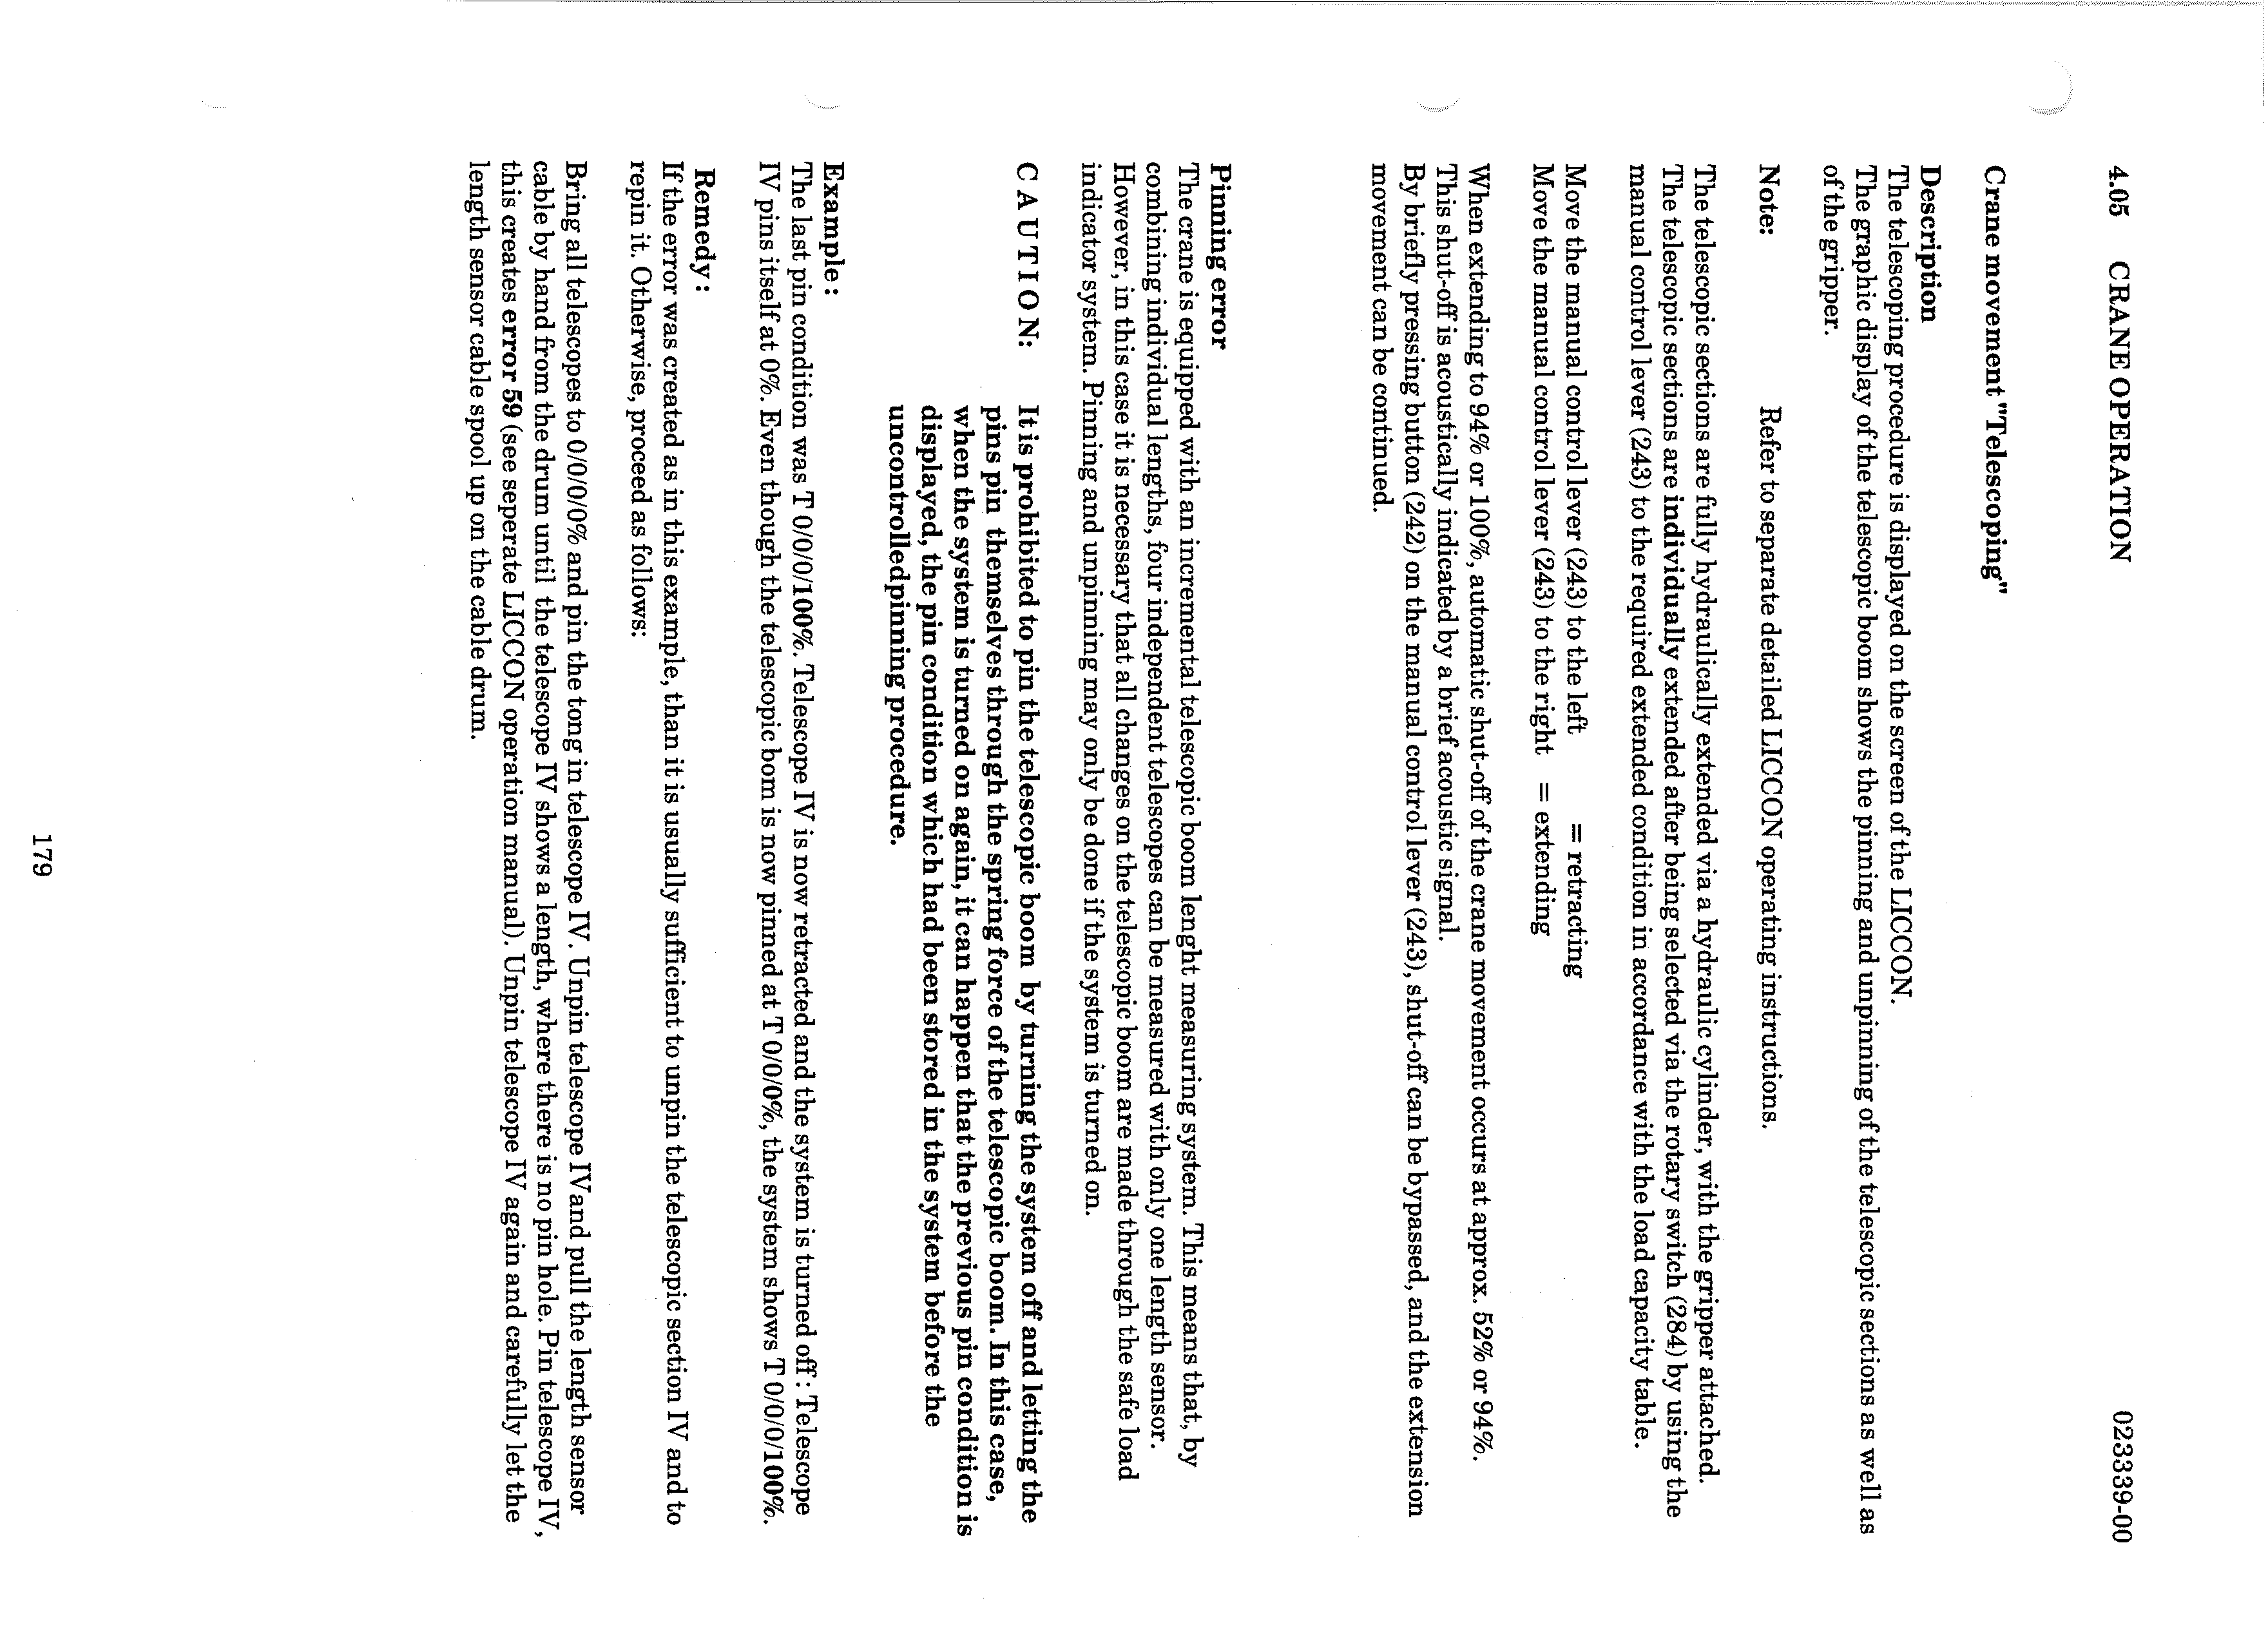 4.05 CRANE OPERATION 023339-00
Crane movement "Telescoping"
Description
The telescoping procedure is displayed on the screen of the LICCON.
The graphic display of the telescopic boom shows the pinning and unpinning of the telescopic sections as well as
of the gripper.
Note: Refer to separate detailed LICCON operating instructions.
The telescopic sections are fully hydraulically extended via a hydraulic cylinder, with the gripper attached.
The telescopic sections are individually extended after being selected via the rotary switch (284) by using the
manual control lever (243) to the required extended condition in accordance with the load capacity table.
Move the manual control lever (243) to the left = retracting
Move the manual control lever (243) to the right = extending
When extending to 94% or 100%, automatic shut-off of the crane movement occurs at approx. 52% or 94%.
This shut-off is acoustically indicated by a brief acoustic signal.
By briefly pressing button (242) on the manual control lever (243), shut-off can be bypassed, and the extension
movement can be continued.
Pinning error
The crane is equipped with an incremental telescopic boom lenght measuring system. This means that, by
combining individual lengths, four independent telescopes can be measured with only one length sensor.
However, in this case it is necessary that all changes on the telescopic boom are made through the safe load
indicator system. Pinning and unpinning may only be done if the system is turned on.
CAUTION: It is prohibited to pin the telescopic boom by turning the system off and letting the
pins pin themselves through the spring force of the telescopic boom. In this case,
when the system is turned on again, it can happen that the previous pin condition is
displayed, the pin condition which had been stored in the system before the
uncontrolledpinning procedure.
Example :
The last pin condition was T 0/0/0/100%. Telescope IV is now retracted and the system is turned off : Telescope
IV pins itself at 0%. Even though the telescopic bom is now pinned at T 0/0/0%, the system shows T 0/0/0/100%.
Remedy :
If the error was created as in this example, than it is usually sufficient to unpin the telescopic section IV and to
repin it. Otherwise, proceed as follows:
Bring all telescopes to 0/0/0/0% and pin the tong in telescope IV. Unpin telescope IV and pull the length sensor
cable by hand from the drum until the telescope IV shows a length, where there is no pin hole. Pin telescope IV,
this creates error 59 (see seperate LICCON operation manual). Unpin telescope IV again and carefully let the
length sensor cable spool up on the cable drum.
179